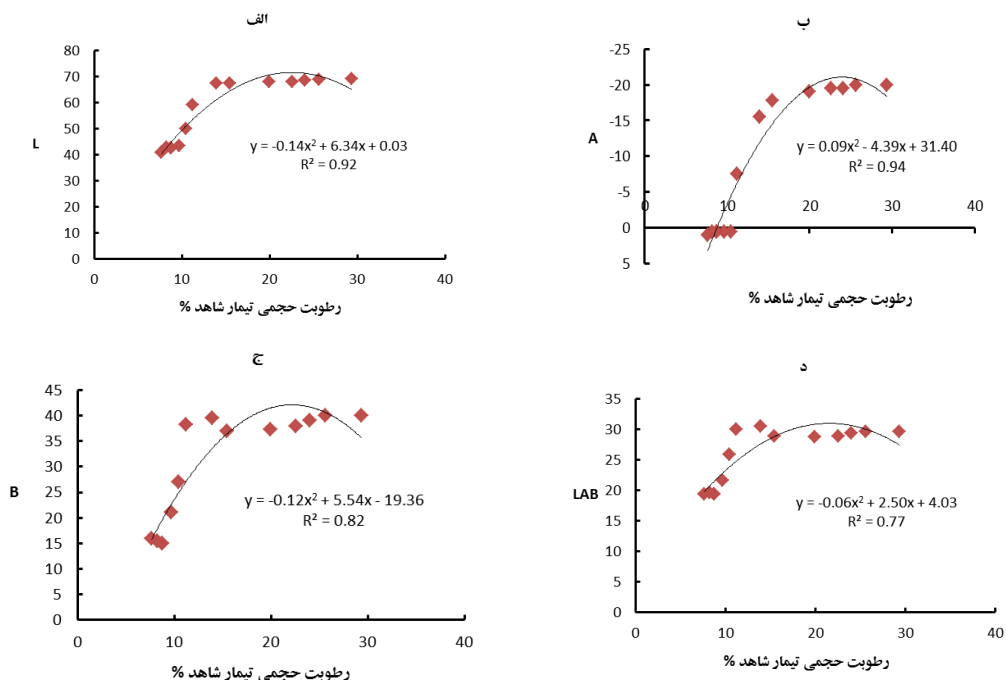 الف
80
70
60
50
40
30
20
10
0
L
y = -0.14x² + 6.34x + 0.03
R² = 0.92
0 10 20 30 40
رطوبت حجمی تیمار شاهد %
ب
-25
-20
-15
-10
-5
0
5
A
y = 0.09x² - 4.39x + 31.40
R² = 0.94
0 10 20 30 40
رطوبت حجمی تیمار شاهد %
ج
45
40
35
30
25
20
15
10
5
0
B
y = -0.12x² + 5.54x - 19.36
R² = 0.82
0 10 20 30 40
رطوبت حجمی تیمار شاهد %
د
35
30
25
20
15
10
5
0
LAB
y = -0.06x² + 2.50x + 4.03
R² = 0.77
0 10 20 30 40
رطوبت حجمی تیمار شاهد %